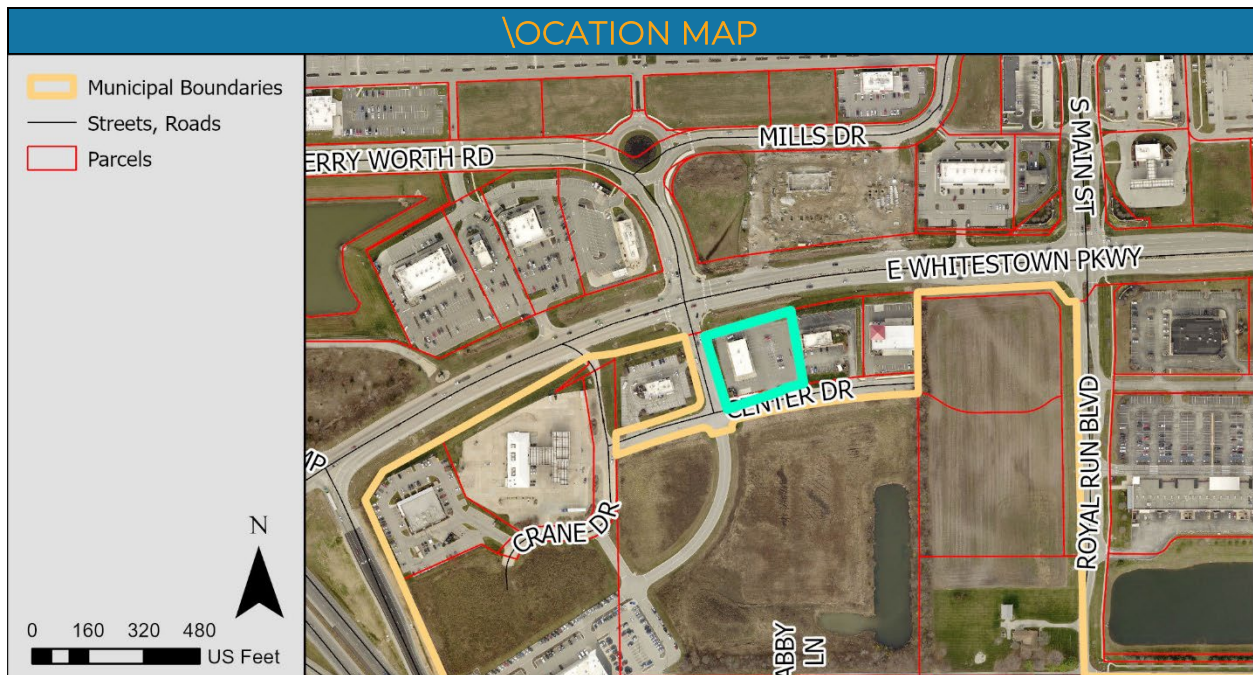 \OCATION MAP
Municipal Boundaries
Streets, Roads
Parcels
ERRY WORTH RD
MILLS DR
S MAIN ST
E WHITESTOWN PKWY
CENTER DR
ROYAL RUN BLVD
MP
CRANE DR
ABBY
LN
N
0 160 320 480
US Feet